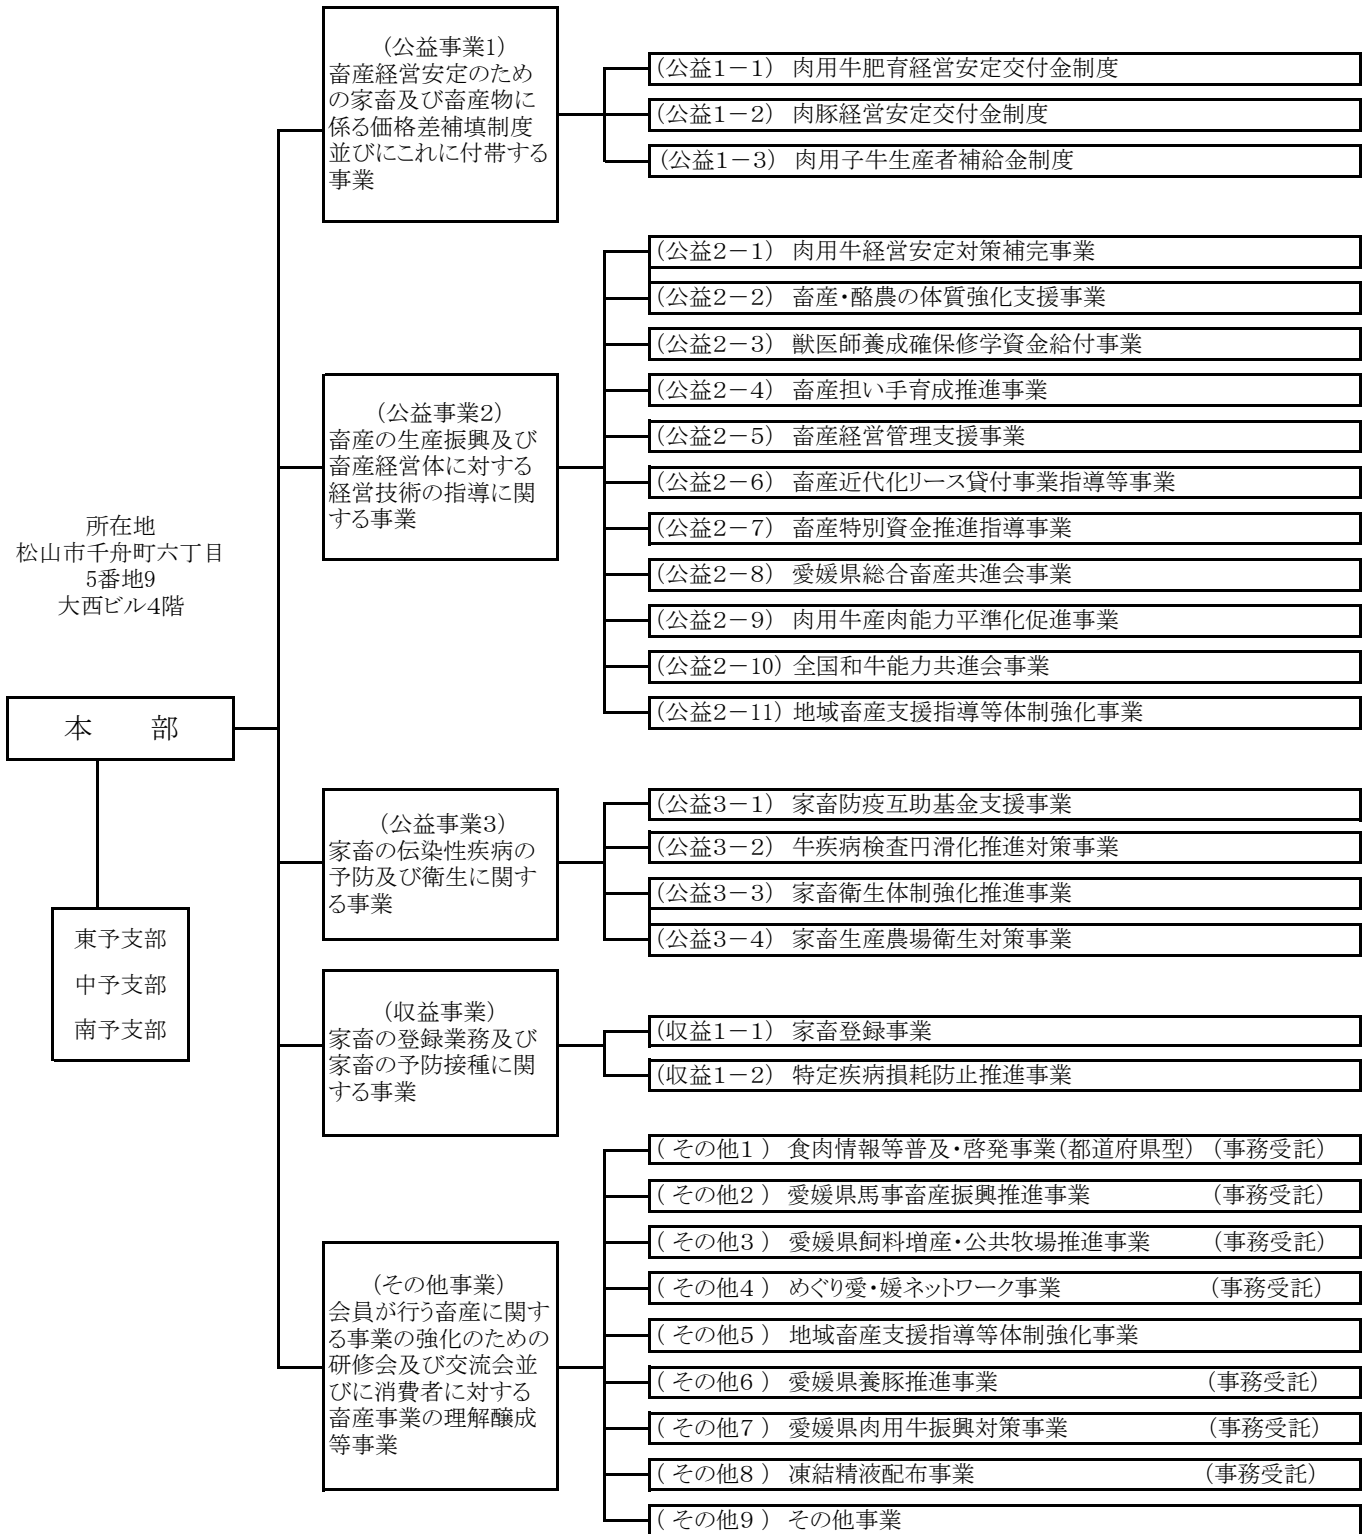 所在地
松山市千舟町六丁目
5番地9
大西ビル4階
本　　部
東予支部
中予支部
南予支部
(公益事業1)
畜産経営安定のため
の家畜及び畜産物に
係る価格差補填制度
並びにこれに付帯する
事業
(公益1－1) 肉用牛肥育経営安定交付金制度
(公益1－2) 肉豚経営安定交付金制度
(公益1－3) 肉用子牛生産者補給金制度
(公益事業2)
畜産の生産振興及び
畜産経営体に対する
経営技術の指導に関
する事業
(公益2－1) 肉用牛経営安定対策補完事業
(公益2－2) 畜産・酪農の体質強化支援事業
(公益2－3) 獣医師養成確保修学資金給付事業
(公益2－4) 畜産担い手育成推進事業
(公益2－5) 畜産経営管理支援事業
(公益2－6) 畜産近代化リース貸付事業指導等事業
(公益2－7) 畜産特別資金推進指導事業
(公益2－8) 愛媛県総合畜産共進会事業
(公益2－9) 肉用牛産肉能力平準化促進事業
(公益2－10) 全国和牛能力共進会事業
(公益2－11) 地域畜産支援指導等体制強化事業
(公益事業3)
家畜の伝染性疾病の
予防及び衛生に関す
る事業
(公益3－1) 家畜防疫互助基金支援事業
(公益3－2) 牛疾病検査円滑化推進対策事業
(公益3－3) 家畜衛生体制強化推進事業
(公益3－4) 家畜生産農場衛生対策事業
(収益事業)
家畜の登録業務及び
家畜の予防接種に関
する事業
(収益1－1) 家畜登録事業
(収益1－2) 特定疾病損耗防止推進事業
(その他事業)
会員が行う畜産に関す
る事業の強化のための
研修会及び交流会並
びに消費者に対する
畜産事業の理解醸成
等事業
( その他1 ) 食肉情報等普及・啓発事業(都道府県型) (事務受託)
( その他2 ) 愛媛県馬事畜産振興推進事業 (事務受託)
( その他3 ) 愛媛県飼料増産・公共牧場推進事業 (事務受託)
( その他4 ) めぐり愛・媛ネットワーク事業 (事務受託)
( その他5 ) 地域畜産支援指導等体制強化事業
( その他6 ) 愛媛県養豚推進事業 (事務受託)
( その他7 ) 愛媛県肉用牛振興対策事業 (事務受託)
( その他8 ) 凍結精液配布事業 (事務受託)
( その他9 ) その他事業